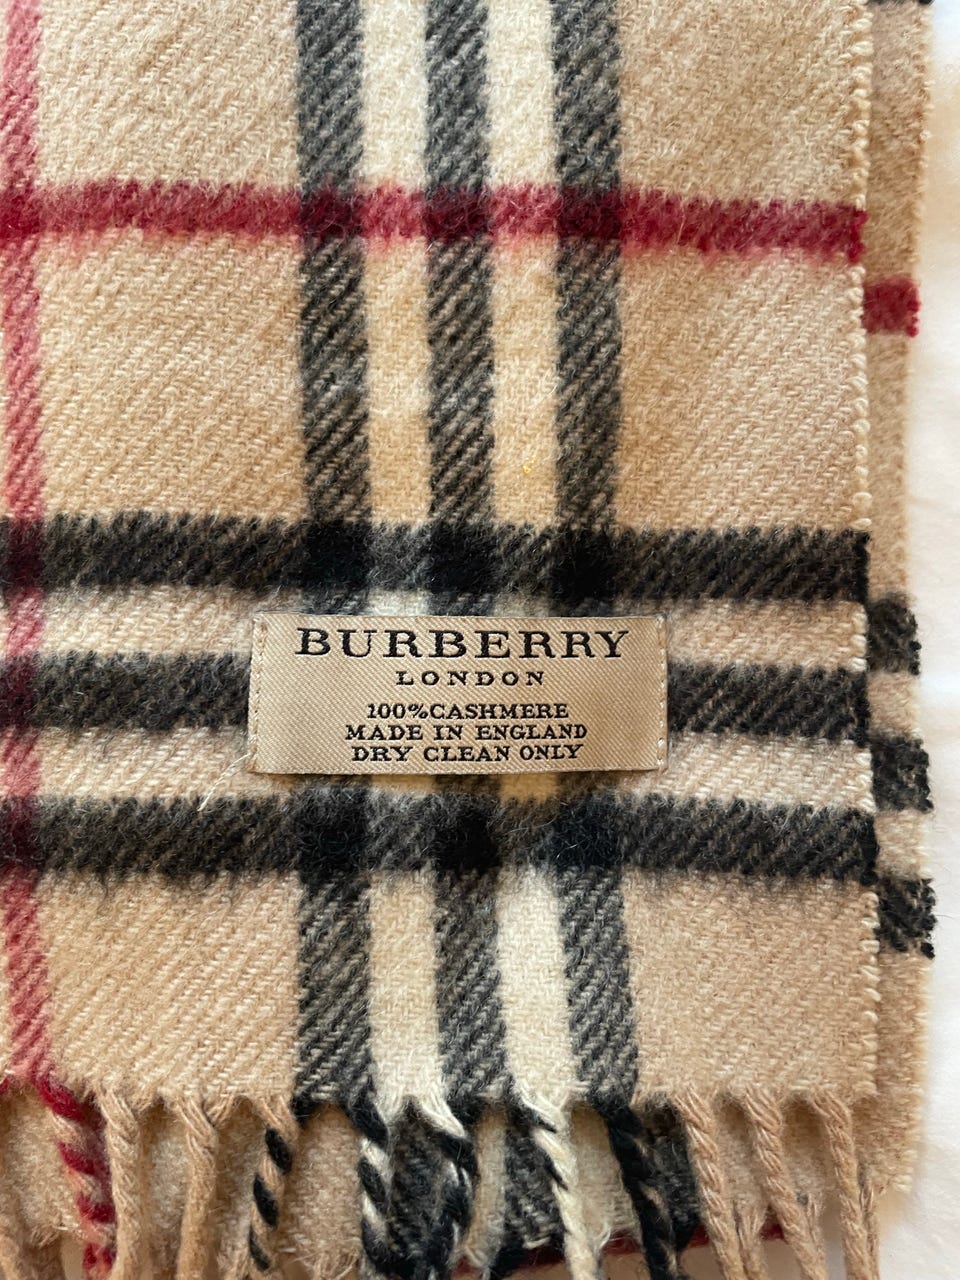 BURBERRY
LONDON
100%CASHMERE
MADE IN ENGLAND
DRY CLEAN ONLY